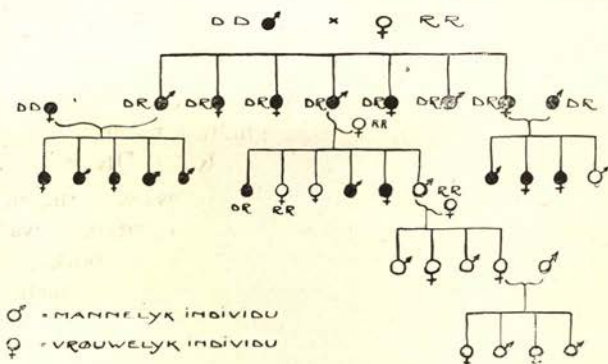 DD ♂ × ♀ RR
DD ♀ DR ♂ DR ♀ DR ♀ DR ♂ DR ♀ DR ♂ DR ♀ ♂ DR
♀ RR
DR RR RR
♂ = MANNELYK INDIVIDU
♀ = VROUWELYK INDIVIDU